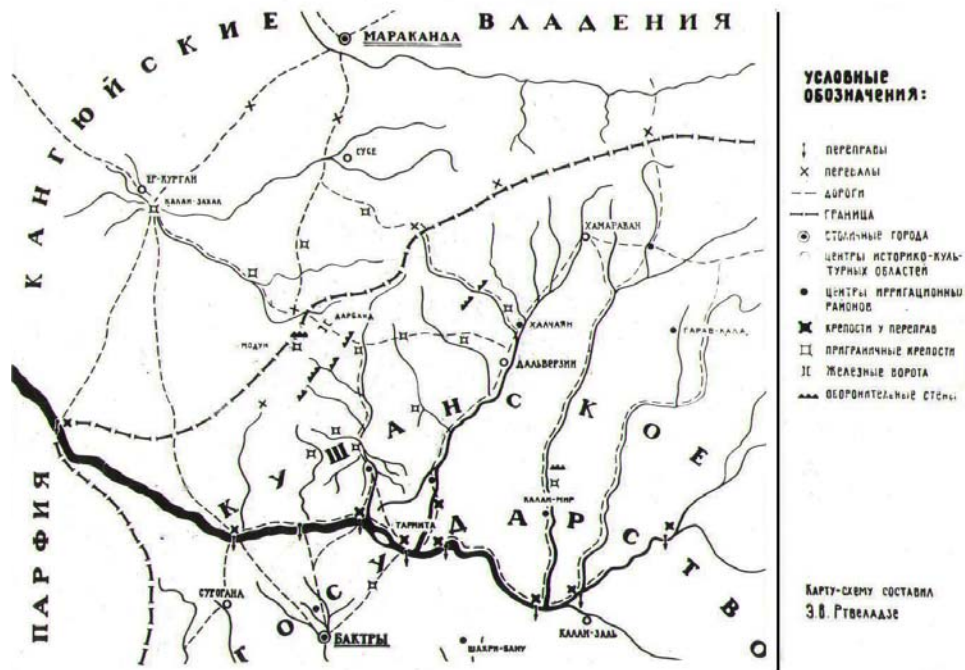 КАНГЮЙСКИЕ ВЛАДЕНИЯ
МАРАКАНДА
СУСЕ
ЕР-КУРГАН
КАЛАИ-ЗАХАК
ХАМАРАВАН
ДАРБАНД
ХАЛЧАЯН
ГАРАВ-КАЛА
МОДУН
ДАЛЬВЕРЗИН
КУШАНСКОЕ
ГОСУДАРСТВО
ПАРФИЯ
КАЛАИ-МИР
ТАРМИТА
СУРОГАНА
БАКТРЫ
ШАХРИ-БАНУ
КАЛАИ-ЗАЛЬ
УСЛОВНЫЕ
ОБОЗНАЧЕНИЯ:
ПЕРЕПРАВЫ
ПЕРЕВАЛЫ
ДОРОГИ
ГРАНИЦА
СТОЛИЧНЫЕ ГОРОДА
ЦЕНТРЫ ИСТОРИКО-КУЛЬ-
ТУРНЫХ ОБЛАСТЕЙ
ЦЕНТРЫ ИРРИГАЦИОННЫХ
РАЙОНОВ
КРЕПОСТИ У ПЕРЕПРАВ
ПРИГРАНИЧНЫЕ КРЕПОСТИ
ЖЕЛЕЗНЫЕ ВОРОТА
ОБОРОНИТЕЛЬНЫЕ СТЕНЫ
КАРТУ-СХЕМУ СОСТАВИЛ
Э.В. РТВЕЛАДЗЕ